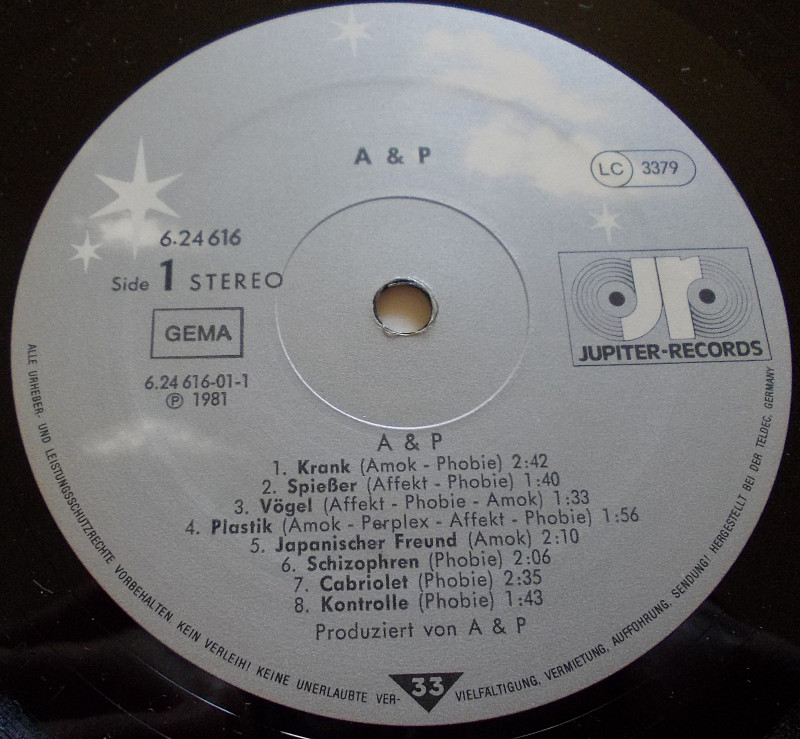 A & P
LC 3379
6.24 616
Side 1 STEREO
GEMA
6.24 616-01-1
℗ 1981
Jr
JUPITER-RECORDS
A & P
1. Krank (Amok - Phobie) 2:42
2. Spießer (Affekt - Phobie) 1:40
3. Vögel (Affekt - Phobie - Amok) 1:33
4. Plastik (Amok - Perplex - Affekt - Phobie) 1:56
5. Japanischer Freund (Amok) 2:10
6. Schizophren (Phobie) 2:06
7. Cabriolet (Phobie) 2:35
8. Kontrolle (Phobie) 1:43
Produziert von A & P
33
ALLE URHEBER- UND LEISTUNGSSCHUTZRECHTE VORBEHALTEN. KEIN VERLEIH! KEINE UNERLAUBTE VER- VIELFÄLTIGUNG, VERMIETUNG, AUFFÜHRUNG, SENDUNG! HERGESTELLT BEI DER TELDEC, GERMANY